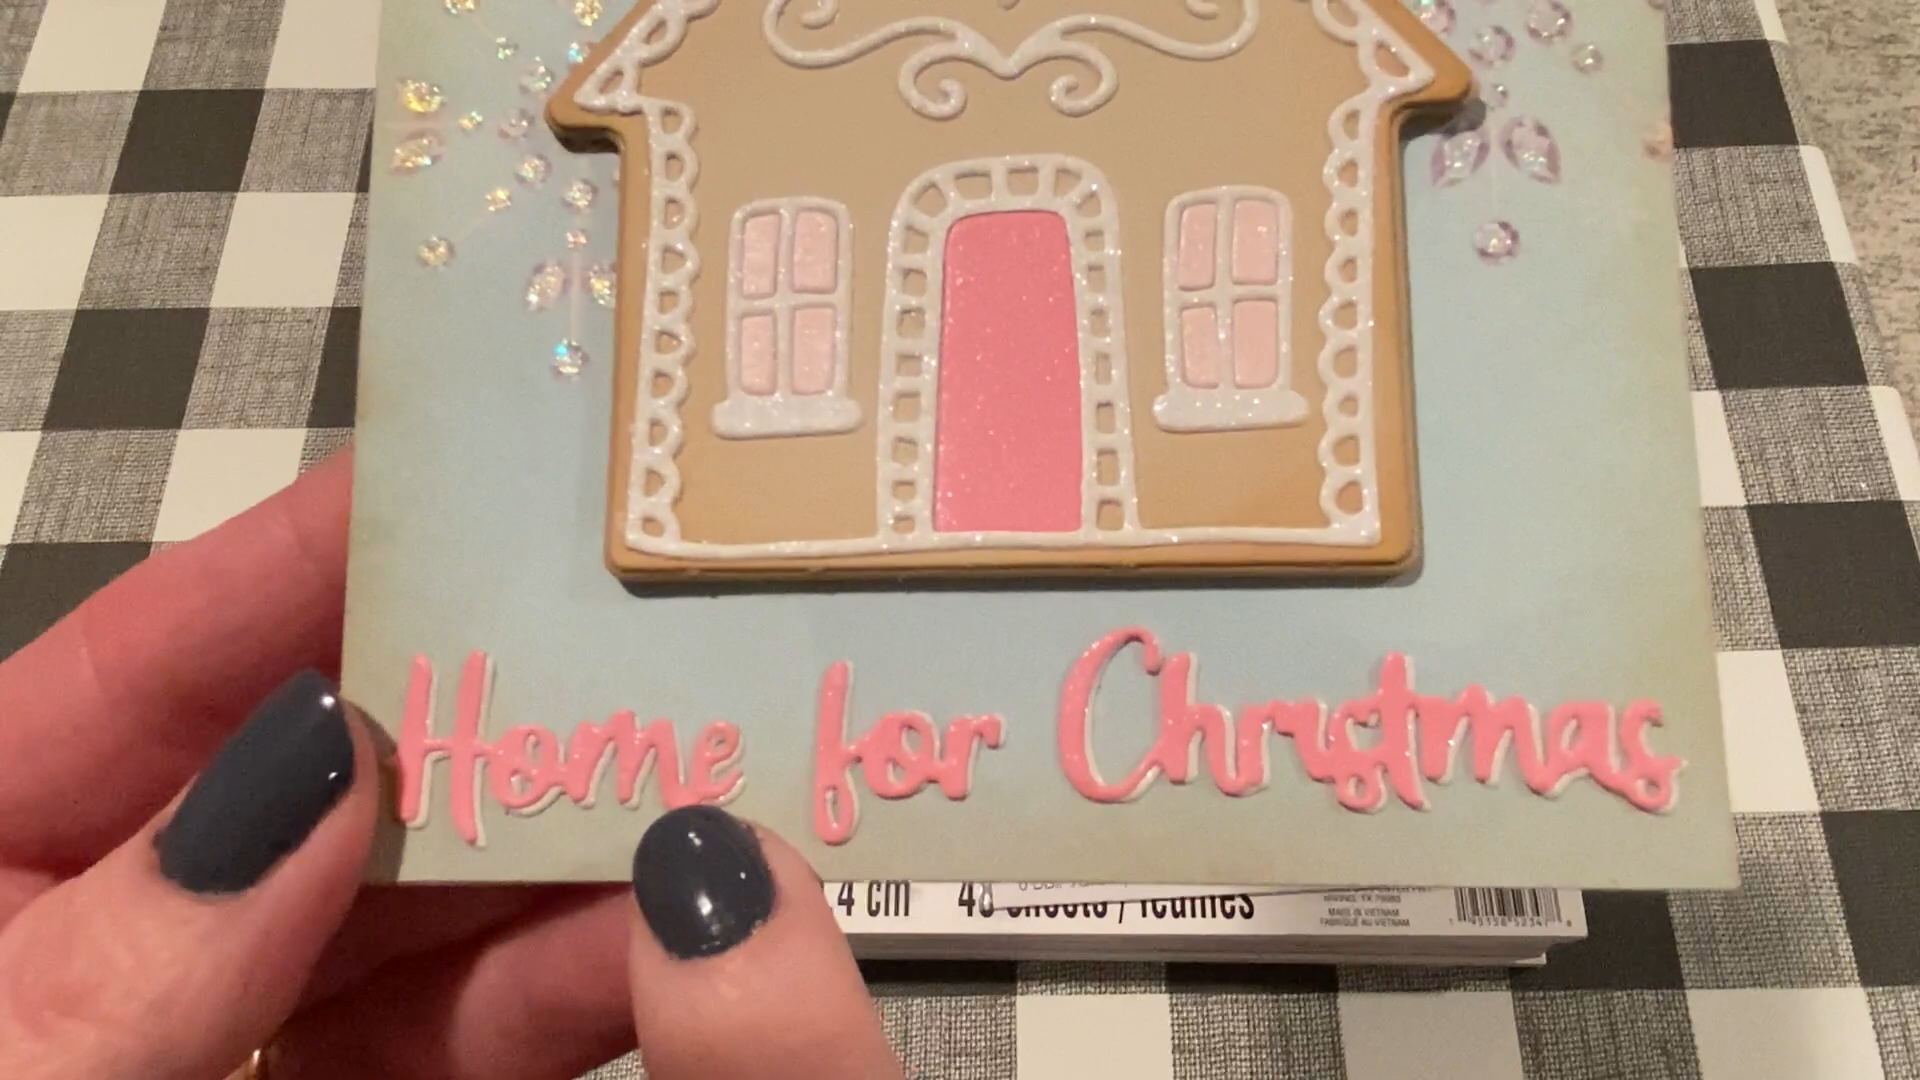 Home for Christmas
.4 cm 48 sheets / feuilles
MADE IN VIETNAM
FABRIQUÉ AU VIETNAM